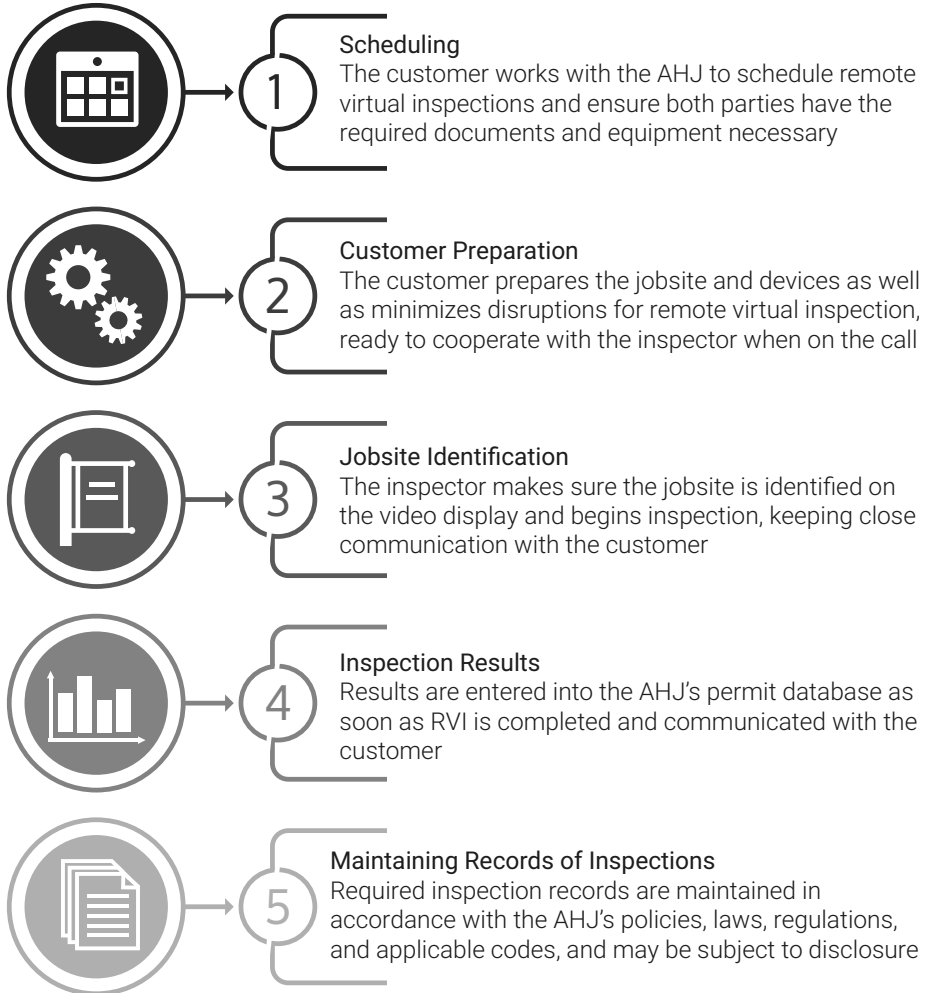 1
Scheduling
The customer works with the AHJ to schedule remote
virtual inspections and ensure both parties have the
required documents and equipment necessary
2
Customer Preparation
The customer prepares the jobsite and devices as well
as minimizes disruptions for remote virtual inspection,
ready to cooperate with the inspector when on the call
3
Jobsite Identification
The inspector makes sure the jobsite is identified on
the video display and begins inspection, keeping close
communication with the customer
4
Inspection Results
Results are entered into the AHJ's permit database as
soon as RVI is completed and communicated with the
customer
5
Maintaining Records of Inspections
Required inspection records are maintained in
accordance with the AHJ's policies, laws, regulations,
and applicable codes, and may be subject to disclosure